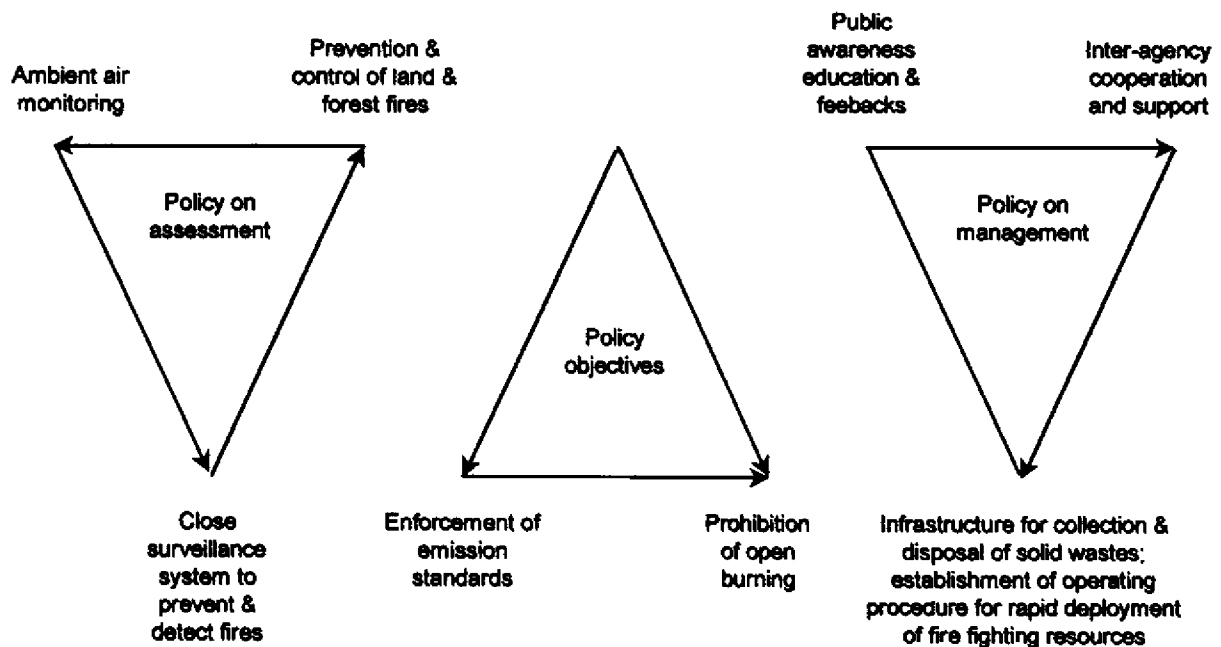 Ambient air
monitoring
Prevention &
control of land &
forest fires
Public
awareness
education &
feebacks
Inter-agency
cooperation
and support
Policy on
assessment
Policy
objectives
Policy on
management
Close
surveillance
system to
prevent &
detect fires
Enforcement of
emission
standards
Prohibition
of open
burning
Infrastructure for collection &
disposal of solid wastes;
establishment of operating
procedure for rapid deployment
of fire fighting resources